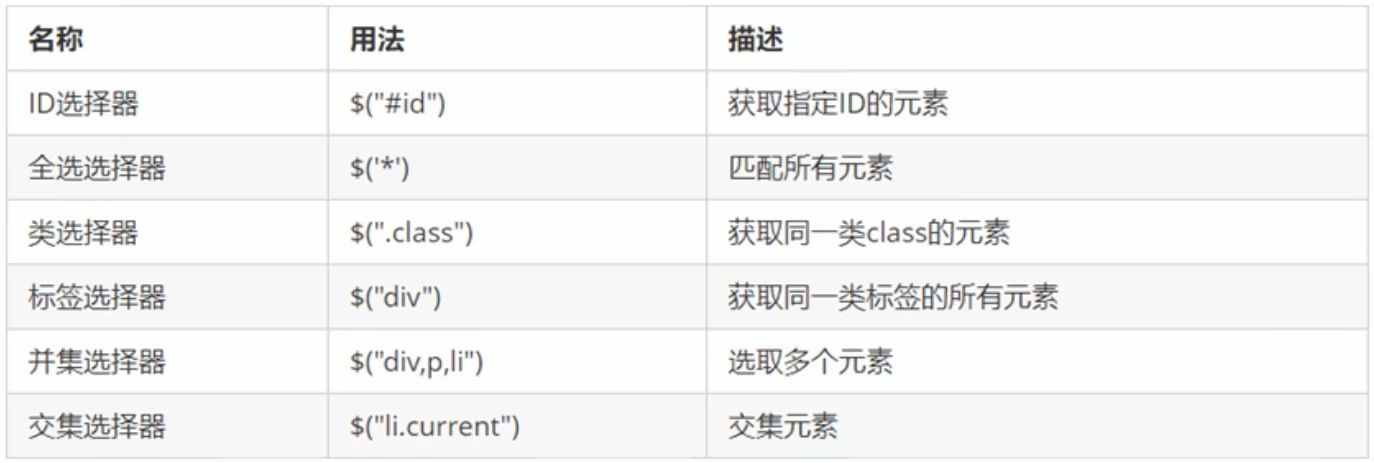 名称 用法 描述
ID选择器 $("#id") 获取指定ID的元素
全选选择器 $('*') 匹配所有元素
类选择器 $(".class") 获取同一类class的元素
标签选择器 $("div") 获取同一类标签的所有元素
并集选择器 $("div,p,li") 选取多个元素
交集选择器 $("li.current") 交集元素